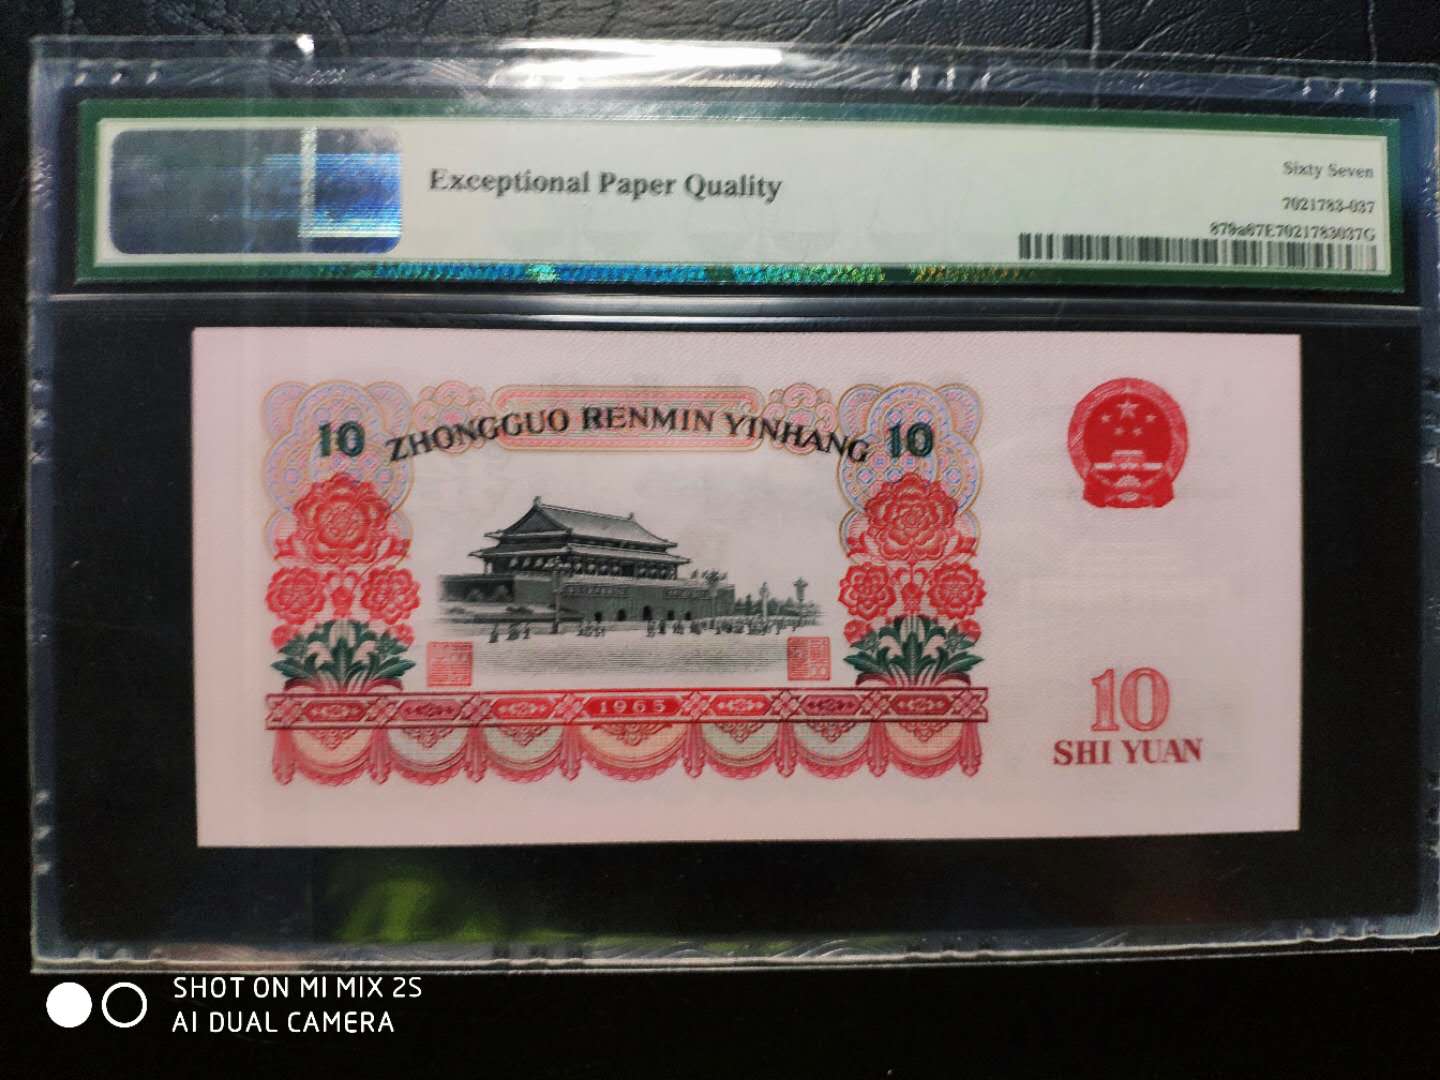 Exceptional Paper Quality
Sixty Seven
7021783-037
879a67E7021783037G
10 ZHONGGUO RENMIN YINHANG 10
1965
10
SHI YUAN
SHOT ON MI MIX 2S
AI DUAL CAMERA